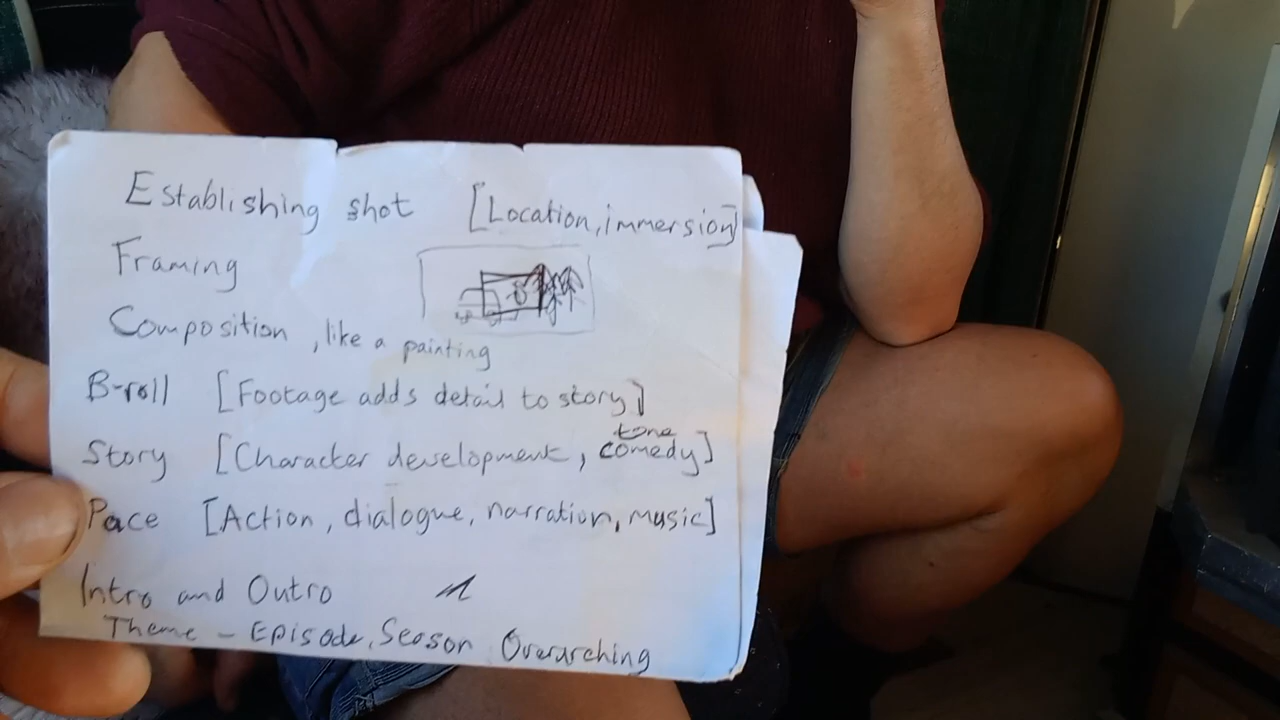 Establishing shot [Location, immersion]
Framing
Composition, like a painting
B-roll [Footage adds detail to story]
tone
Story [Character development, comedy]
Pace [Action, dialogue, narration, music]
Intro and Outro
Theme - Episode, Season Overarching